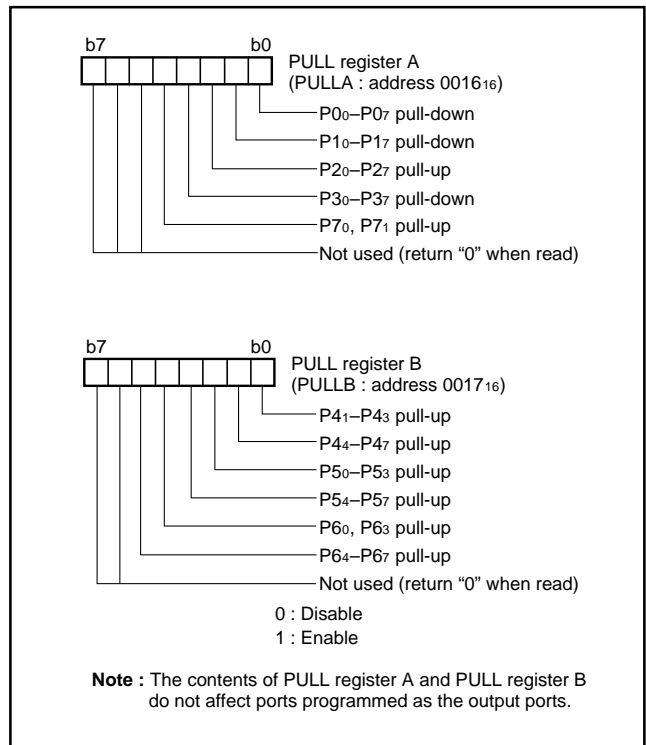 b7 b0
PULL register A
(PULLA : address 0016₁₆)
P0₀–P0₇ pull-down
P1₀–P1₇ pull-down
P2₀–P2₇ pull-up
P3₀–P3₇ pull-down
P7₀, P7₁ pull-up
Not used (return “0” when read)
b7 b0
PULL register B
(PULLB : address 0017₁₆)
P4₁–P4₃ pull-up
P4₄–P4₇ pull-up
P5₀–P5₃ pull-up
P5₄–P5₇ pull-up
P6₀, P6₃ pull-up
P6₄–P6₇ pull-up
Not used (return “0” when read)
0 : Disable
1 : Enable
Note : The contents of PULL register A and PULL register B
do not affect ports programmed as the output ports.